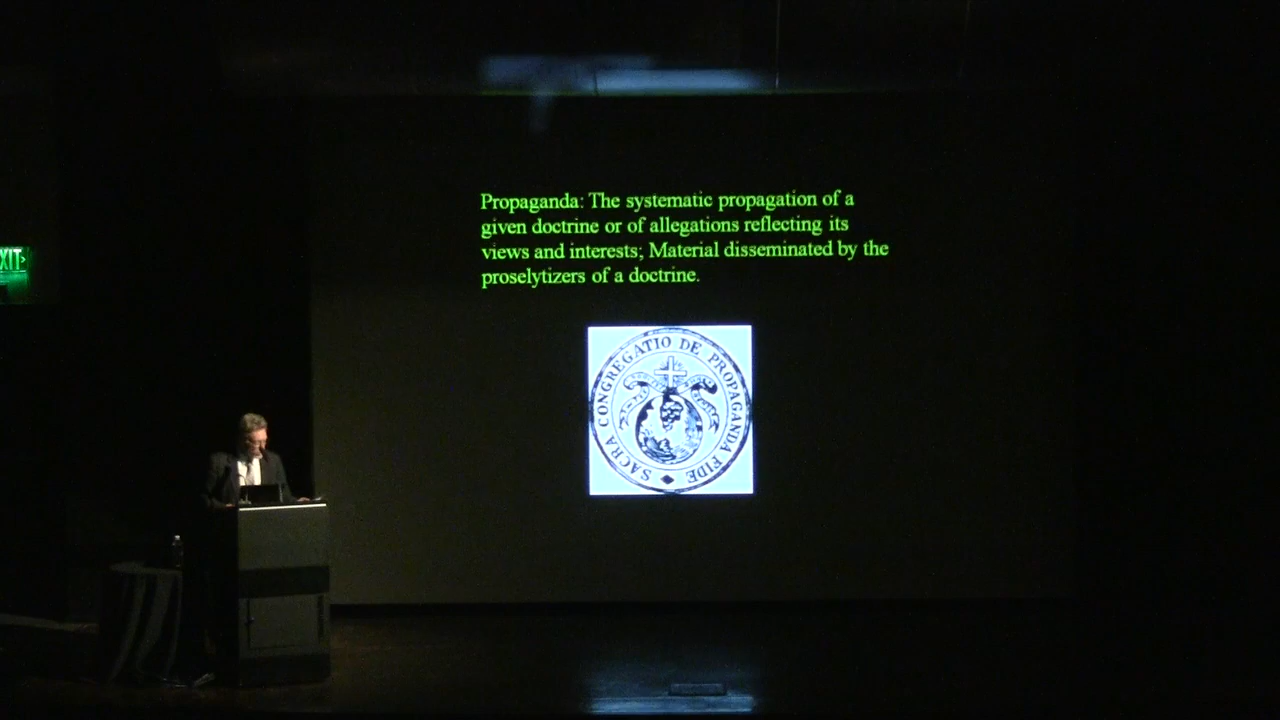 Propaganda: The systematic propagation of a
given doctrine or of allegations reflecting its
views and interests; Material disseminated by the
proselytizers of a doctrine.
XIT
SACRA CONGREGATIO DE PROPAGANDA FIDE